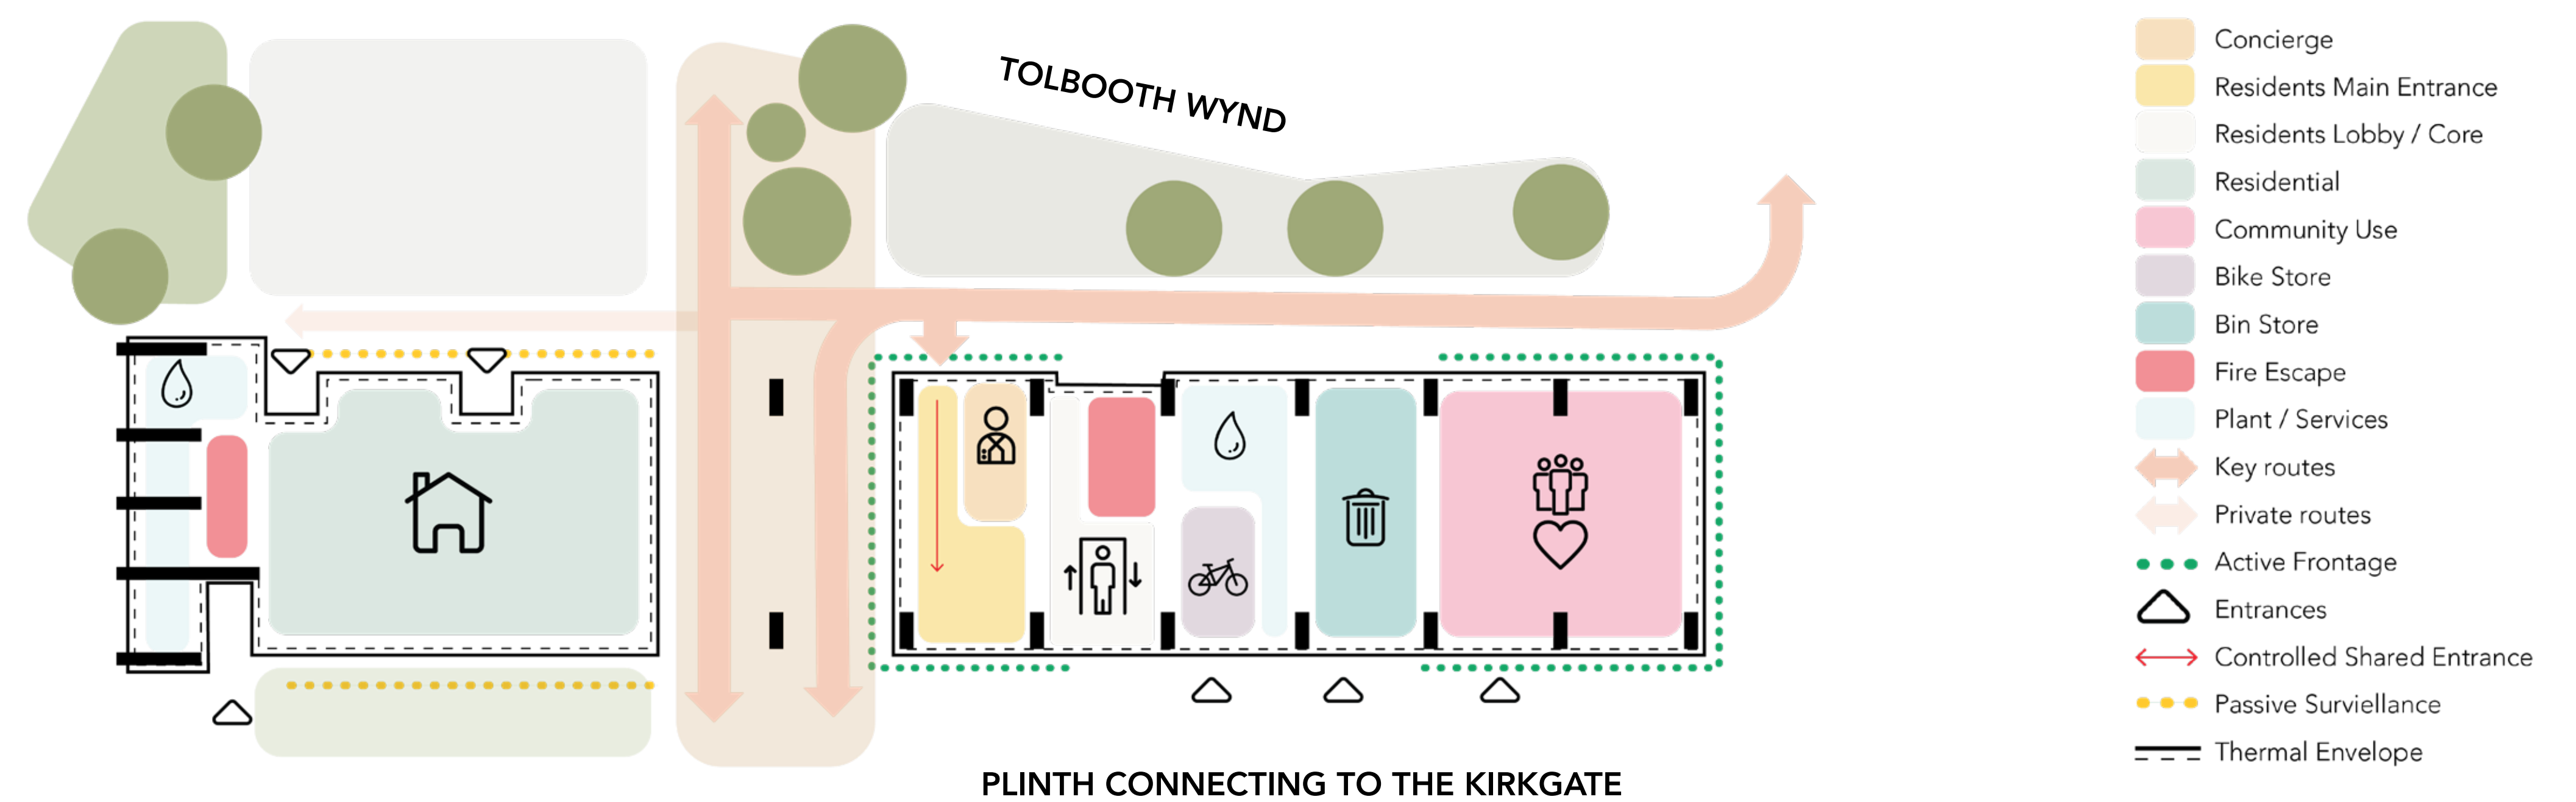 TOLBOOTH WYND
Concierge
Residents Main Entrance
Residents Lobby / Core
Residential
Community Use
Bike Store
Bin Store
Fire Escape
Plant / Services
Key routes
Private routes
Active Frontage
Entrances
Controlled Shared Entrance
Passive Surviellance
Thermal Envelope
PLINTH CONNECTING TO THE KIRKGATE